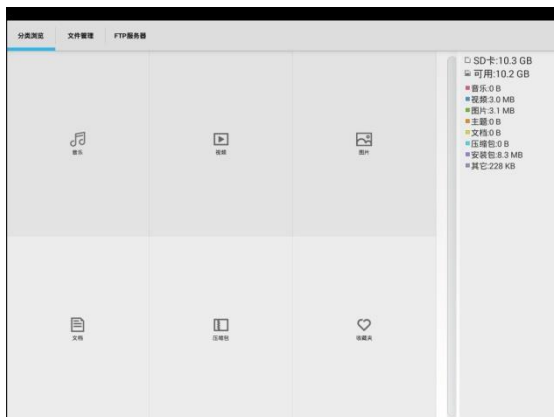 分类浏览 文件管理 FTP服务器
音乐 视频 图片
文档 压缩包 收藏夹
SD卡:10.3 GB
可用:10.2 GB
音乐:0 B
视频:3.0 MB
图片:3.1 MB
主题:0 B
文档:0 B
压缩包:0 B
安装包:8.3 MB
其它:228 KB